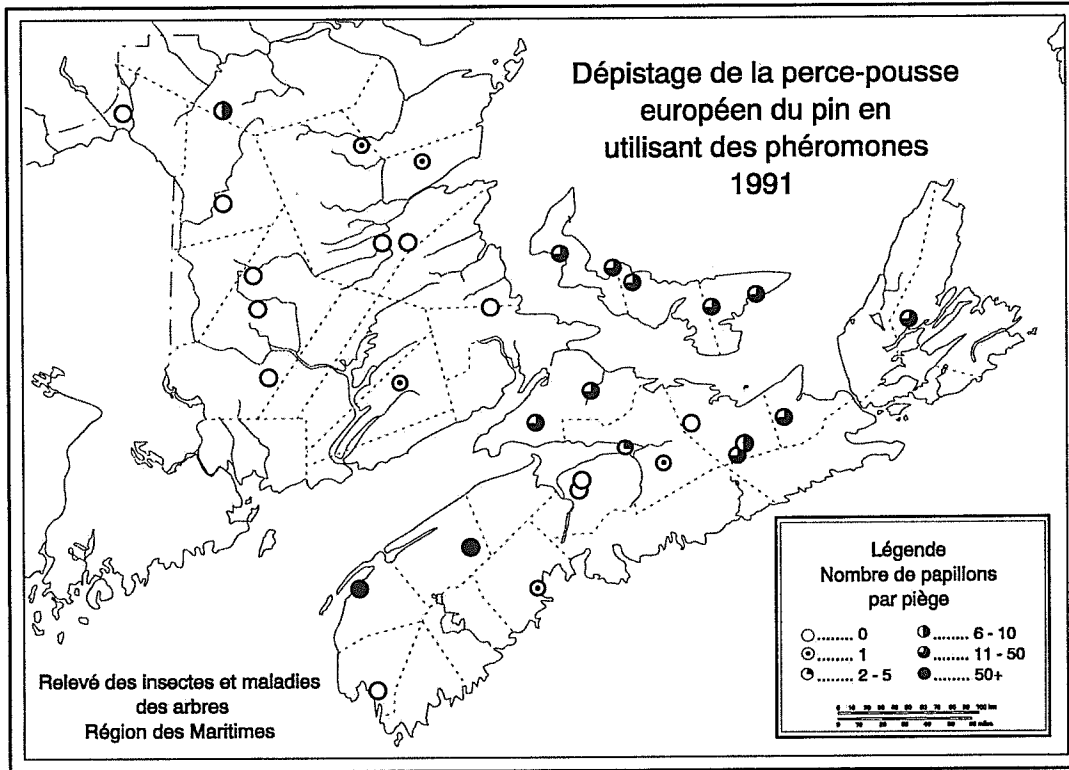 Dépistage de la perce-pousse
européen du pin en
utilisant des phéromones
1991
Légende
Nombre de papillons
par piège
........ 0
........ 1
........ 2 - 5
........ 6 - 10
........ 11 - 50
........ 50+
Relevé des insectes et maladies
des arbres
Région des Maritimes